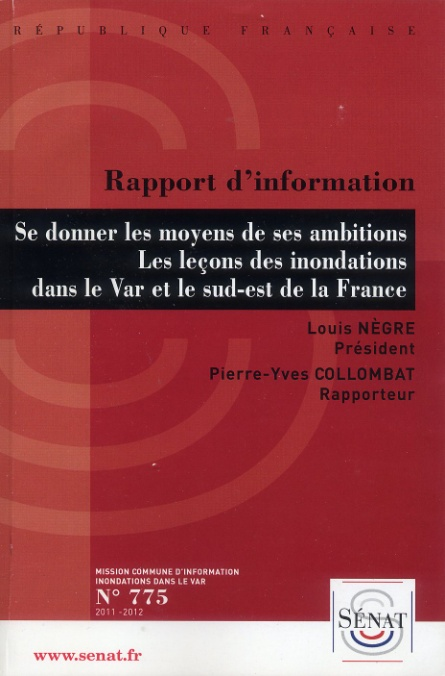 RÉPUBLIQUE FRANÇAISE
Rapport d'information
Se donner les moyens de ses ambitions
Les leçons des inondations
dans le Var et le sud-est de la France
Louis NÈGRE
Président
Pierre-Yves COLLOMBAT
Rapporteur
MISSION COMMUNE D'INFORMATION
INONDATIONS DANS LE VAR
N° 775
2011 -2012
SÉNAT
www.senat.fr